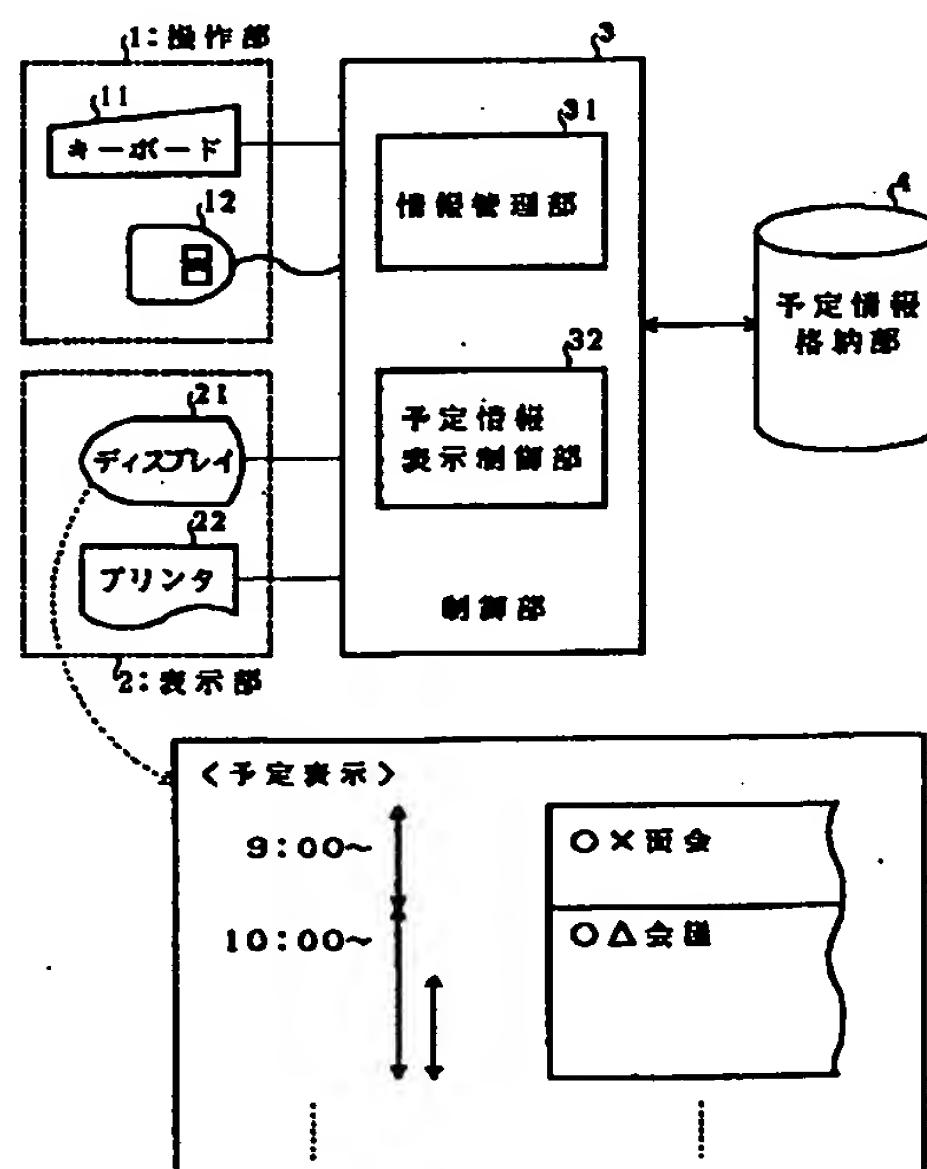 1:操作部
11
キーボード
12
21
ディスプレイ
22
プリンタ
2:表示部
3
31
情報管理部
32
予定情報
表示制御部
制御部
4
予定情報
格納部
<予定表示>
9:00~
○×面会
10:00~
○△会議